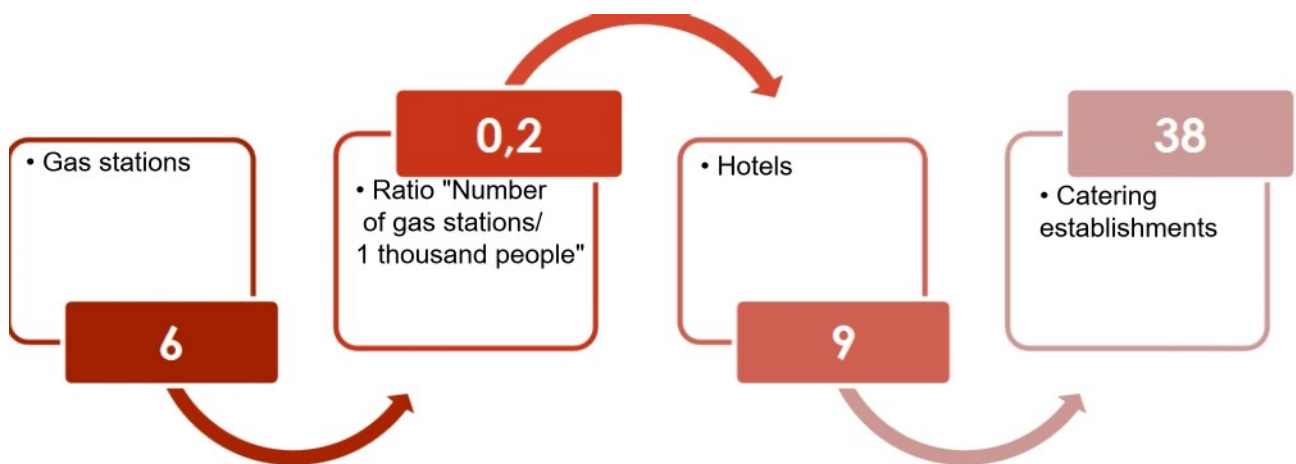 • Gas stations
6
0,2
• Ratio "Number
of gas stations/
1 thousand people"
• Hotels
9
38
• Catering
establishments